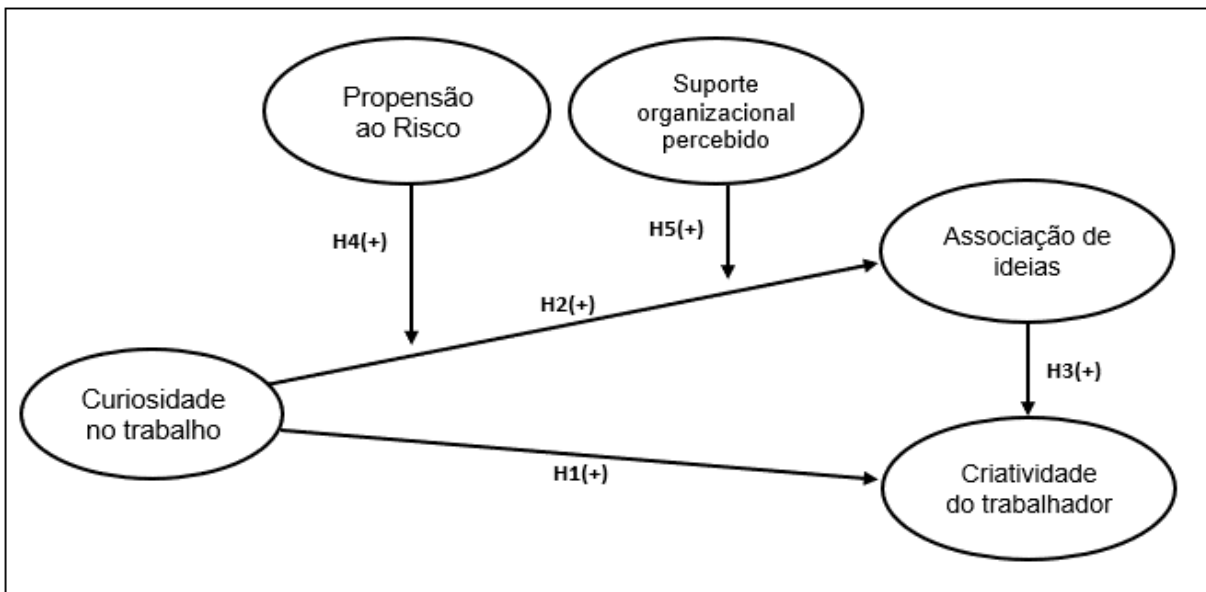 Propensão
ao Risco
Suporte
organizacional
percebido
H4(+)
H5(+)
Associação de
ideias
H2(+)
H3(+)
Curiosidade
no trabalho
H1(+)
Criatividade
do trabalhador